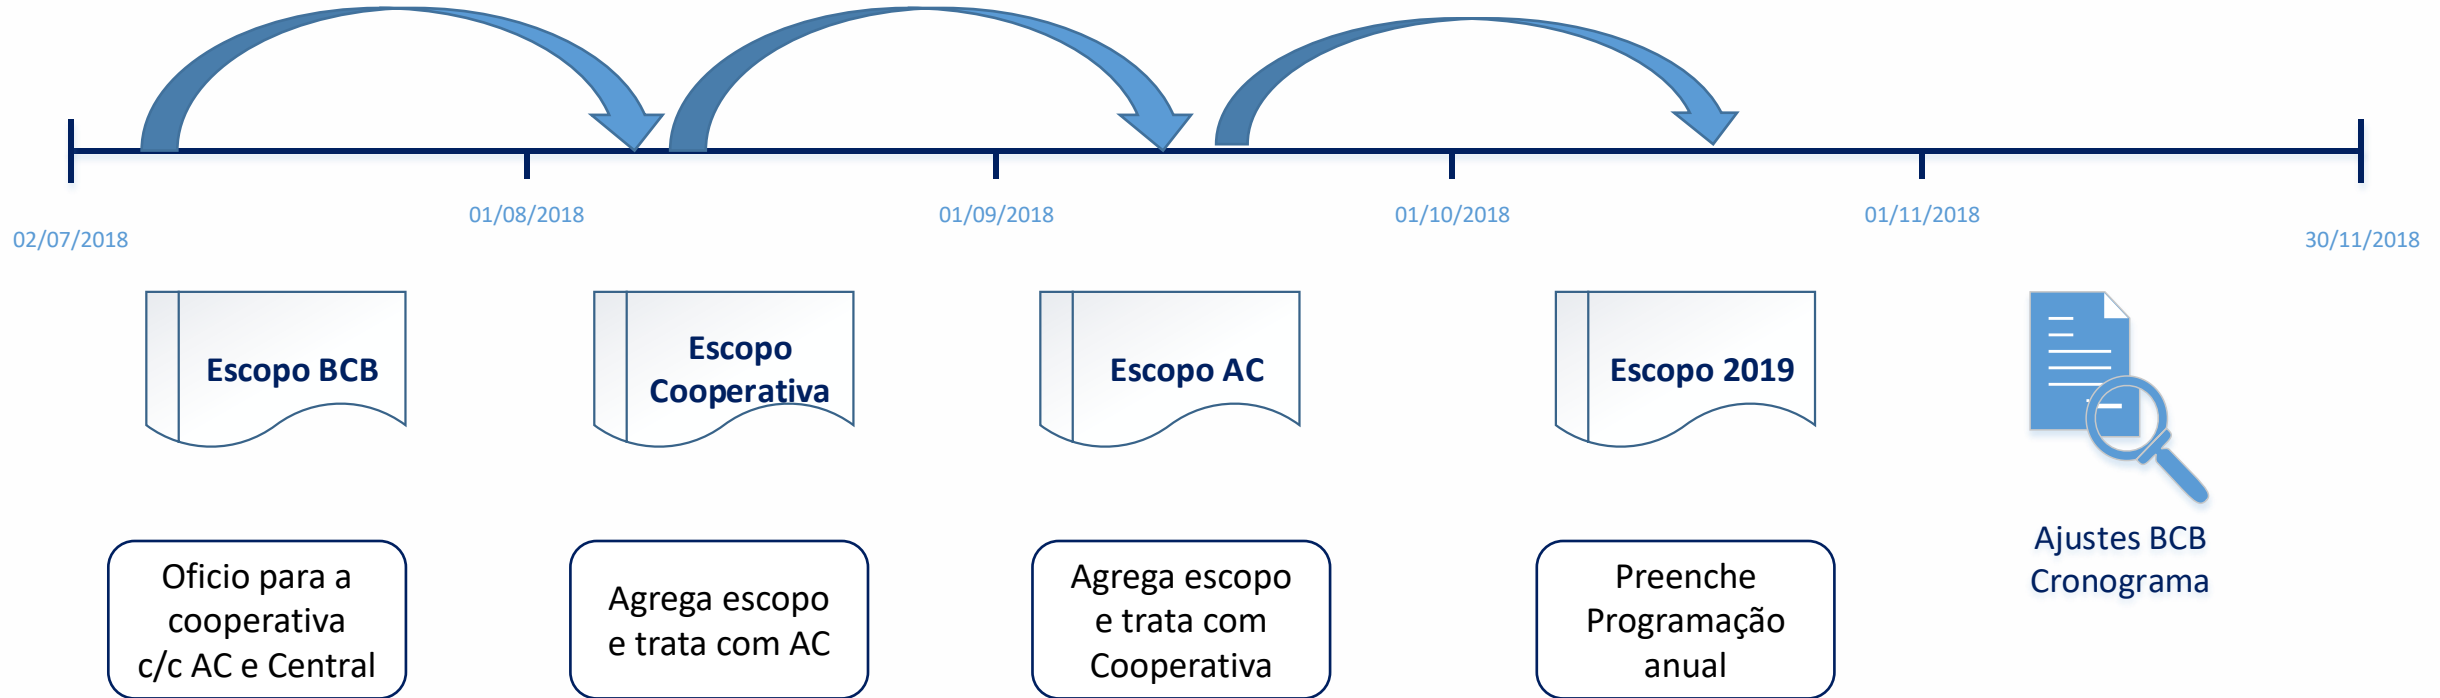 01/08/2018
01/09/2018
01/10/2018
01/11/2018
02/07/2018
30/11/2018
Escopo BCB
Escopo
Cooperativa
Escopo AC
Escopo 2019
Oficio para a
cooperativa
c/c AC e Central
Agrega escopo
e trata com AC
Agrega escopo
e trata com
Cooperativa
Preenche
Programação
anual
Ajustes BCB
Cronograma